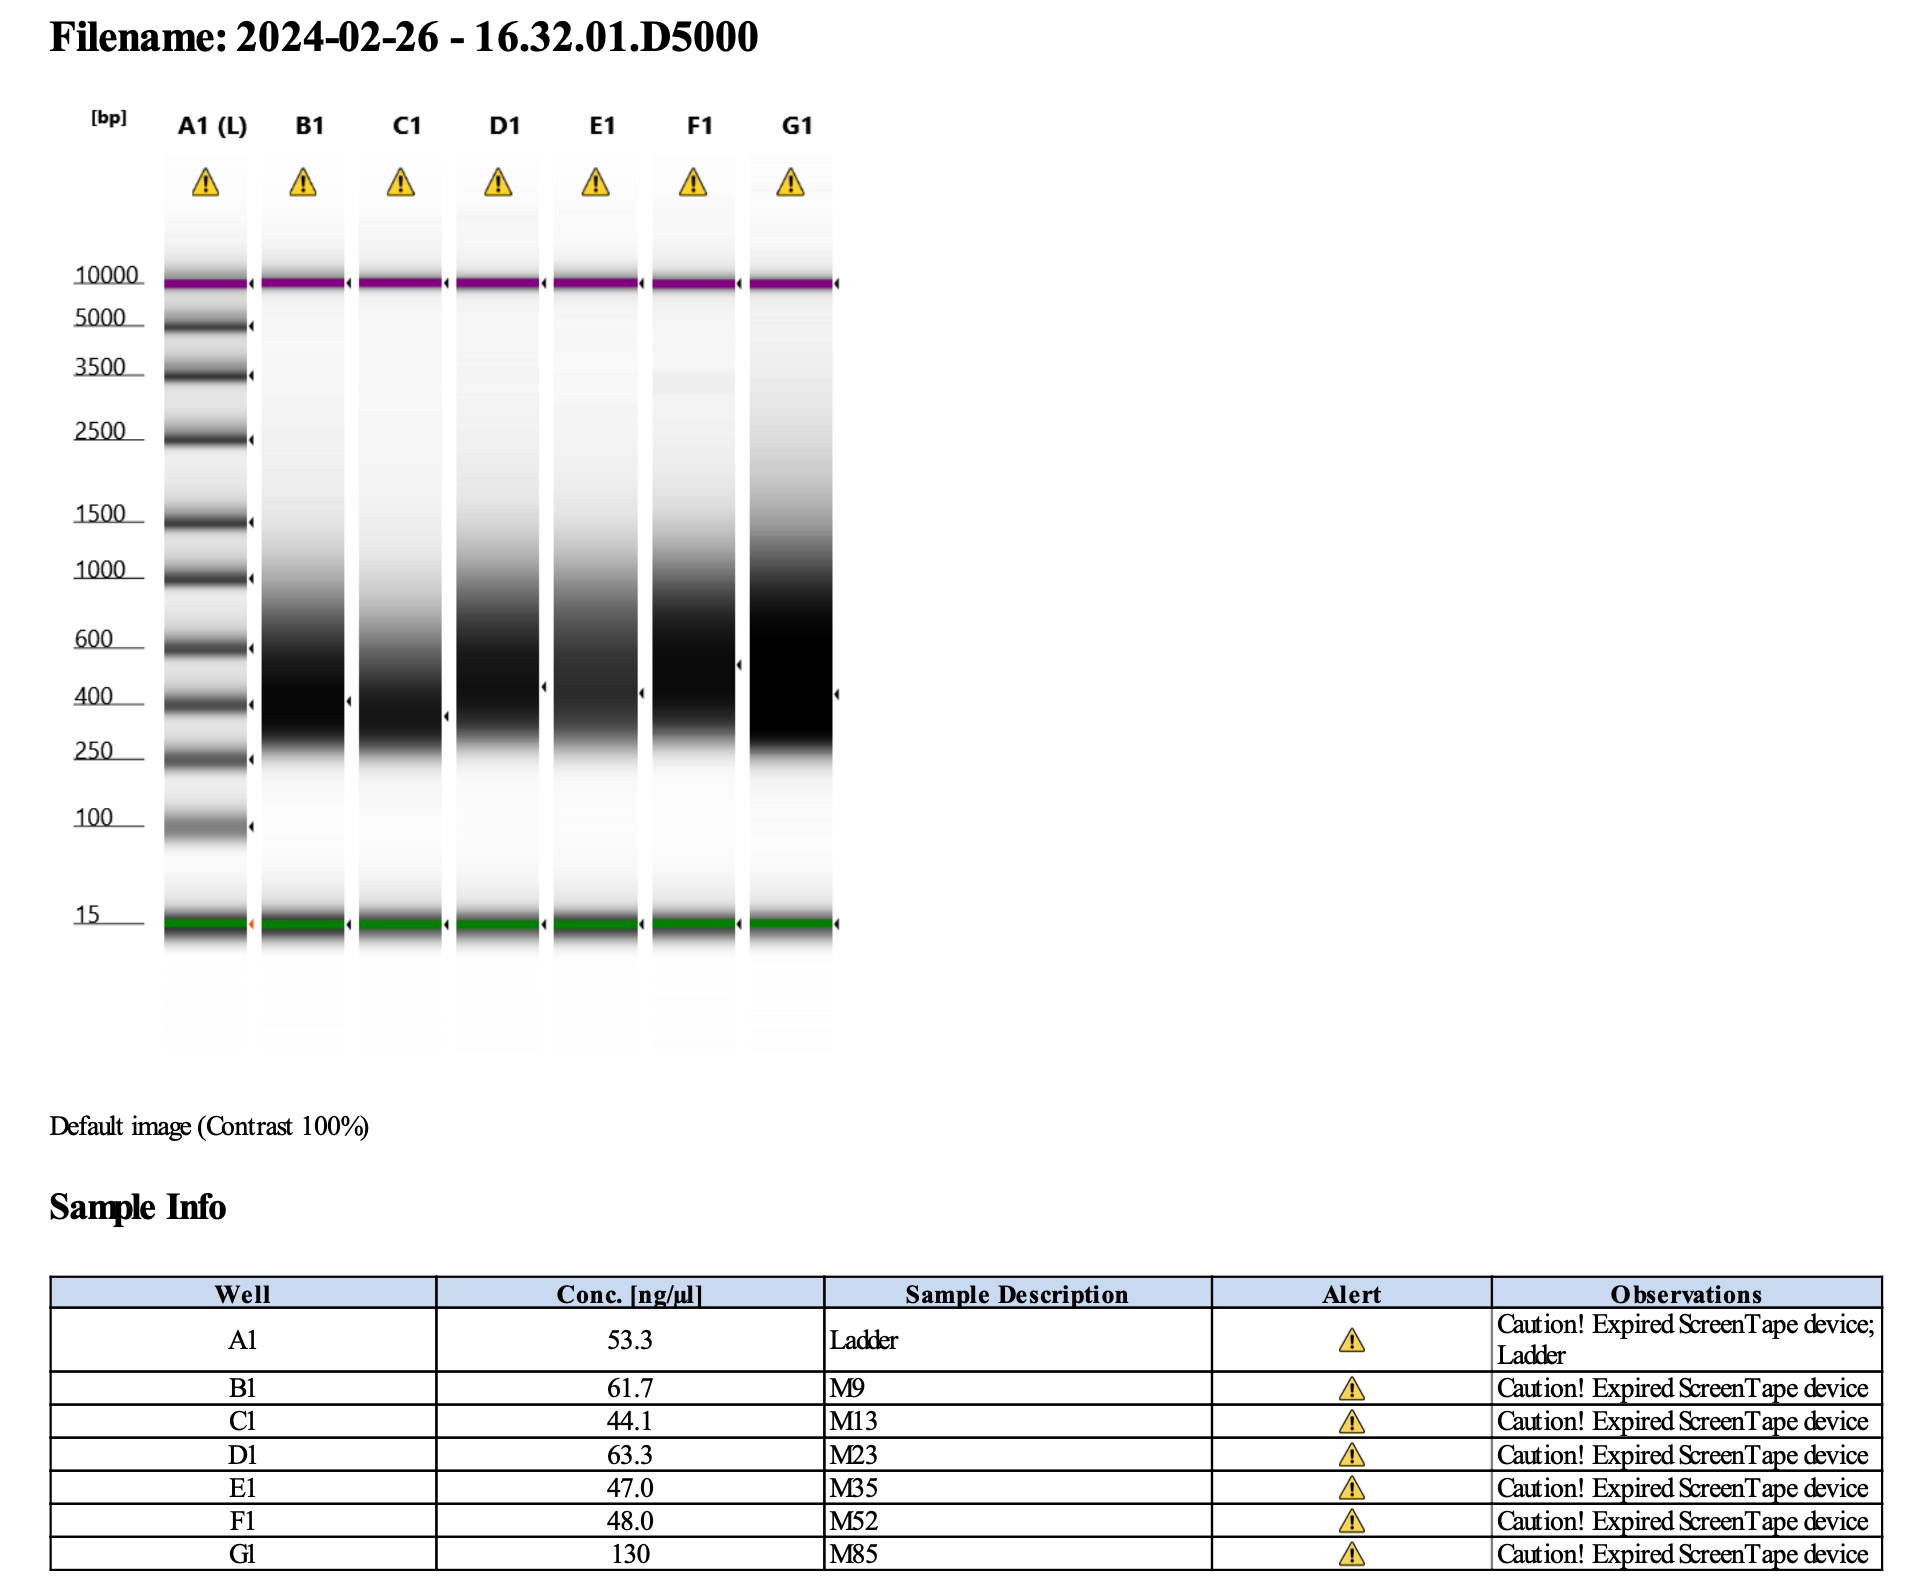 Filename: 2024-02-26 - 16.32.01.D5000
[bp] A1 (L) B1 C1 D1 E1 F1 G1
10000
5000
3500
2500
1500
1000
600
400
250
100
15
Default image (Contrast 100%)
Sample Info
Well Conc. [ng/µl] Sample Description Alert Observations
A1 53.3 Ladder Caution! Expired ScreenTape device;
Ladder
B1 61.7 M9 Caution! Expired ScreenTape device
C1 44.1 M13 Caution! Expired ScreenTape device
D1 63.3 M23 Caution! Expired ScreenTape device
E1 47.0 M35 Caution! Expired ScreenTape device
F1 48.0 M52 Caution! Expired ScreenTape device
G1 130 M85 Caution! Expired ScreenTape device